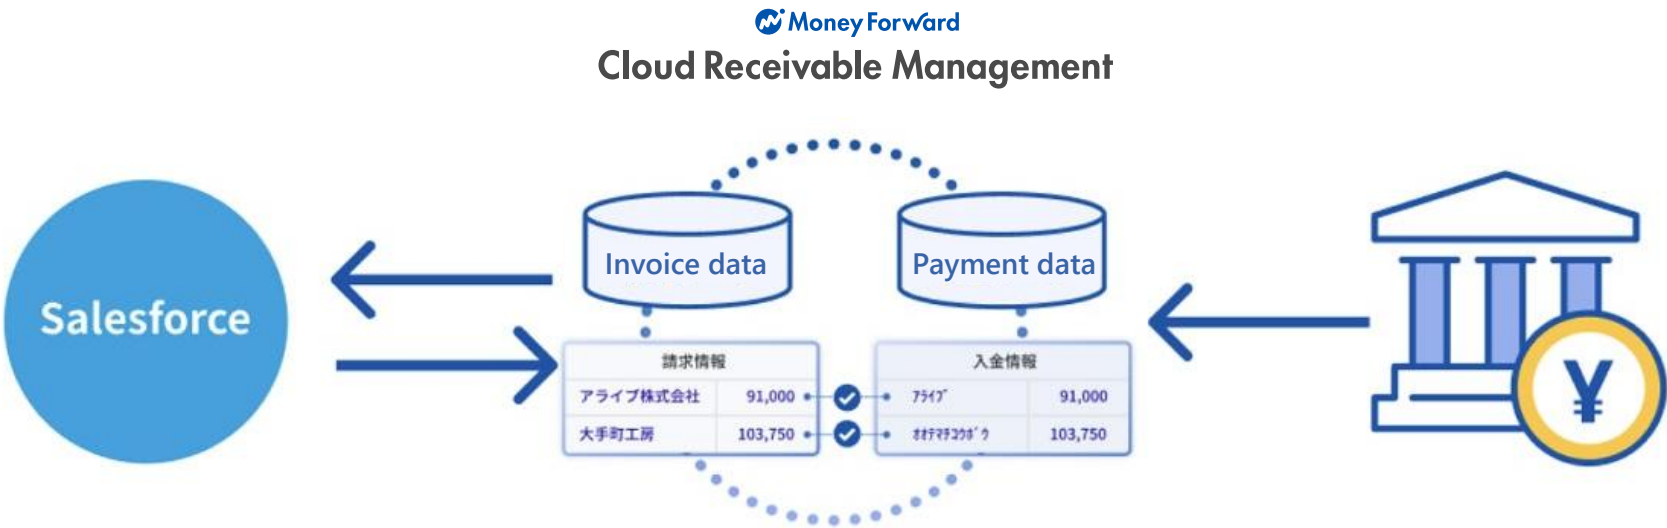 Money Forward
Cloud Receivable Management
Salesforce
Invoice data
Payment data
請求情報
アライブ株式会社 91,000
大手町工房 103,750
入金情報
ｱﾗｲﾌﾞ 91,000
ｵｵﾃﾏﾁｺｳﾎﾞｳ 103,750
¥